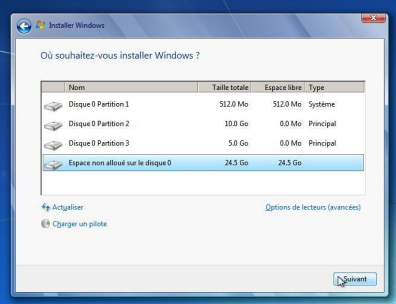 Installer Windows
Où souhaitez-vous installer Windows ?
Nom Taille totale Espace libre Type
Disque 0 Partition 1 512.0 Mo 512.0 Mo Système
Disque 0 Partition 2 10.0 Go 0.0 Mo Principal
Disque 0 Partition 3 5.0 Go 0.0 Mo Principal
Espace non alloué sur le disque 0 24.5 Go 24.5 Go
Actualiser Options de lecteurs (avancées)
Charger un pilote
Suivant